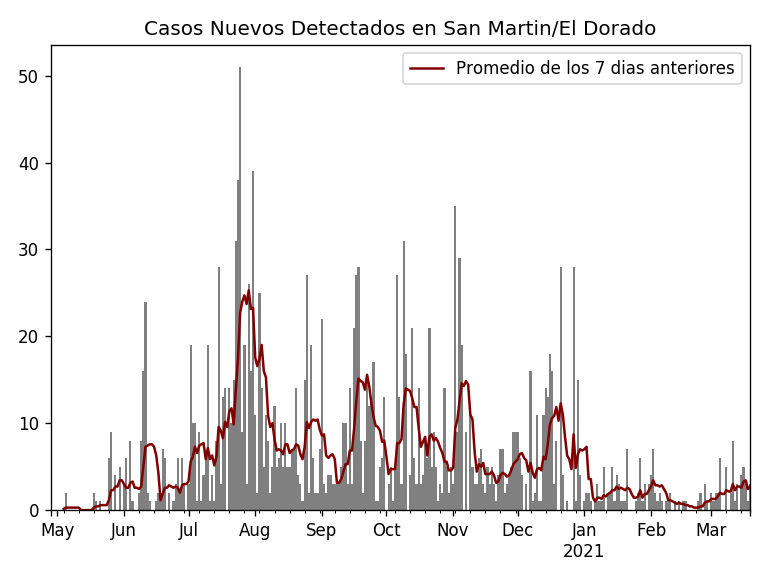 Casos Nuevos Detectados en San Martin/El Dorado
Promedio de los 7 dias anteriores
50
40
30
20
10
0
May Jun Jul Aug Sep Oct Nov Dec Jan Feb Mar
2021